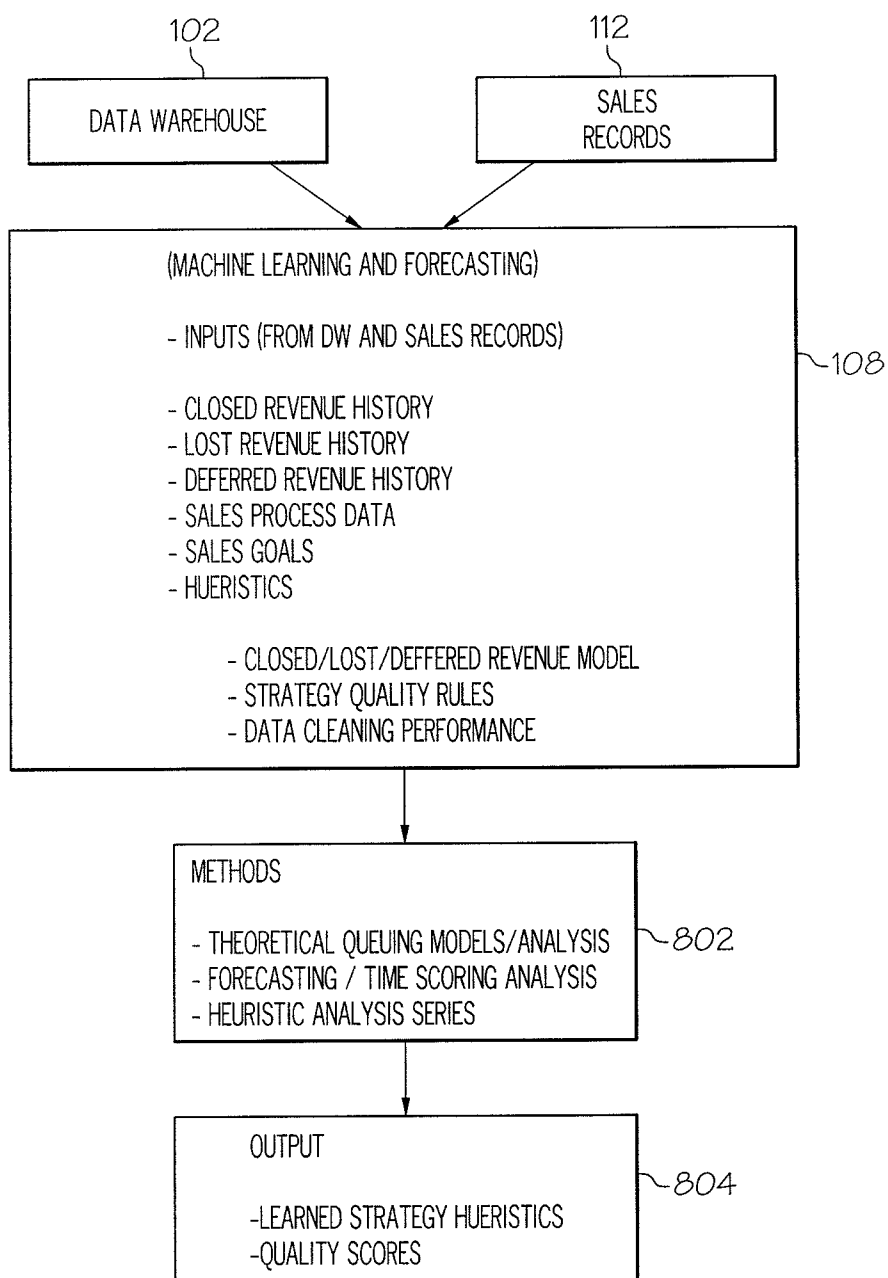 102
112
DATA WAREHOUSE
SALES
RECORDS
(MACHINE LEARNING AND FORECASTING)
- INPUTS (FROM DW AND SALES RECORDS)
108
- CLOSED REVENUE HISTORY
- LOST REVENUE HISTORY
- DEFERRED REVENUE HISTORY
- SALES PROCESS DATA
- SALES GOALS
- HUERISTICS
- CLOSED/LOST/DEFFERED REVENUE MODEL
- STRATEGY QUALITY RULES
- DATA CLEANING PERFORMANCE
METHODS
- THEORETICAL QUEUING MODELS/ANALYSIS
802
- FORECASTING / TIME SCORING ANALYSIS
- HEURISTIC ANALYSIS SERIES
OUTPUT
804
-LEARNED STRATEGY HUERISTICS
-QUALITY SCORES